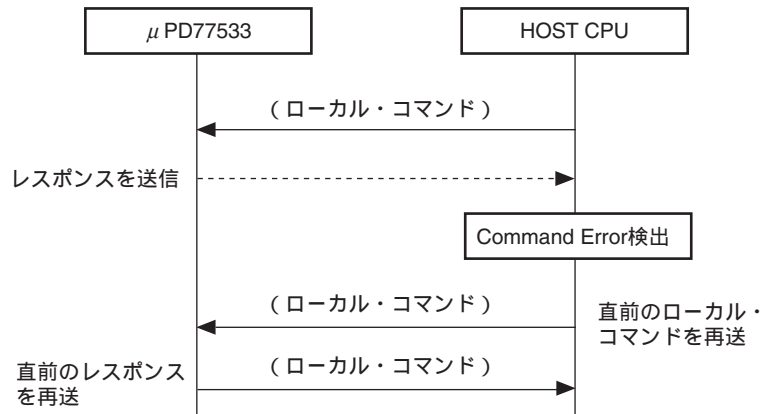 μPD77533
HOST CPU
（ローカル・コマンド）
レスポンスを送信
Command Error検出
（ローカル・コマンド）
直前のローカル・
コマンドを再送
（ローカル・コマンド）
直前のレスポンス
を再送